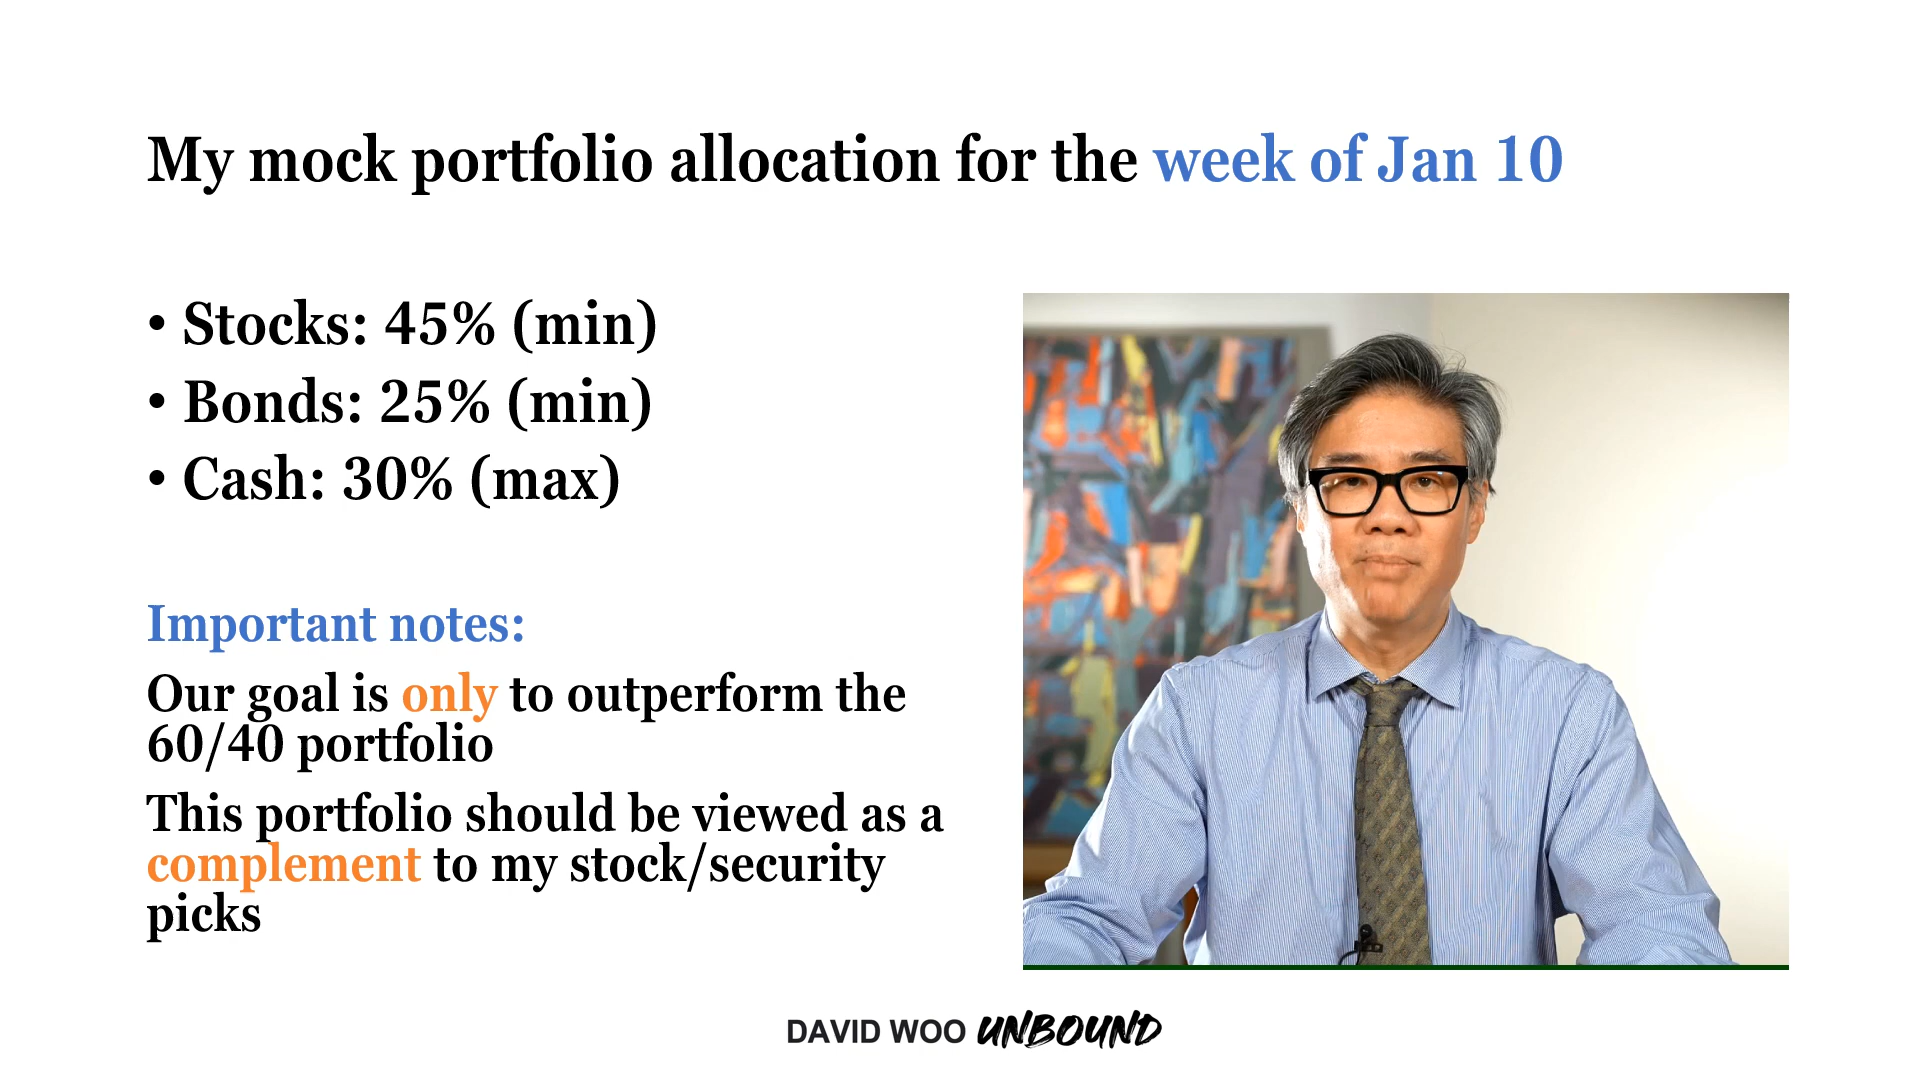 My mock portfolio allocation for the week of Jan 10
• Stocks: 45% (min)
• Bonds: 25% (min)
• Cash: 30% (max)
Important notes:
Our goal is only to outperform the
60/40 portfolio
This portfolio should be viewed as a
complement to my stock/security
picks
DAVID WOO UNBOUND